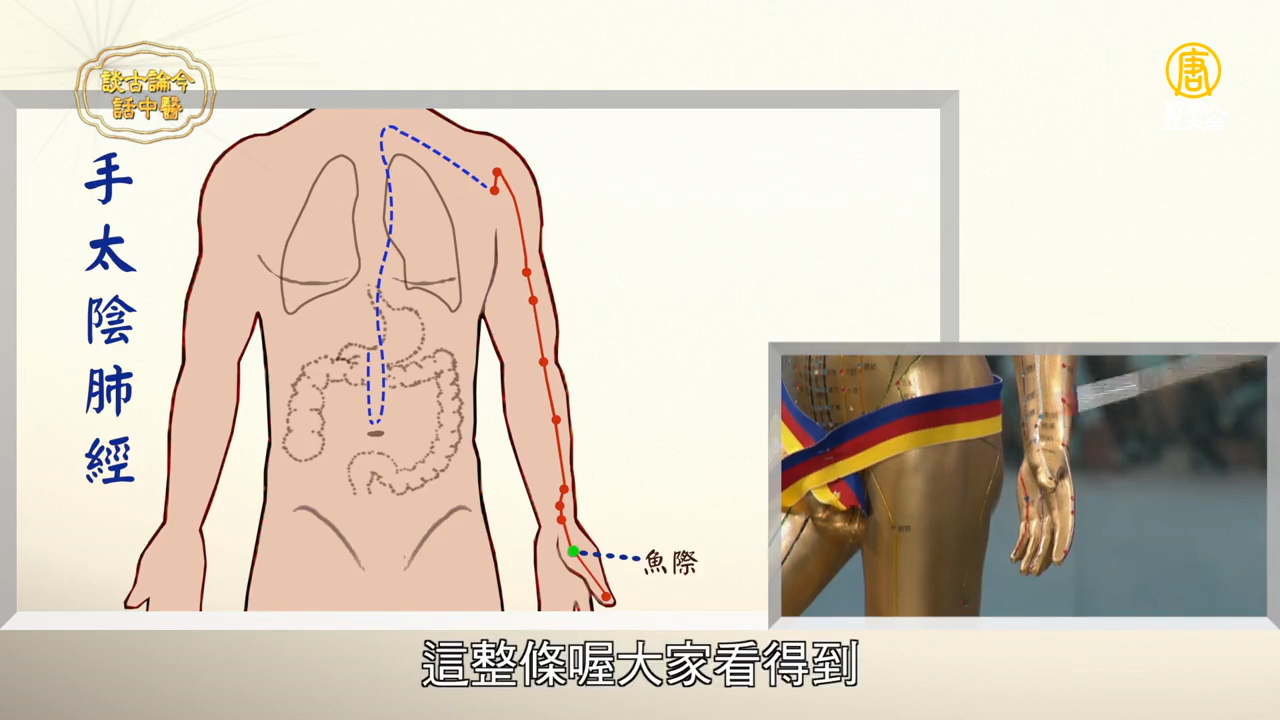 談古論今
話中醫
唐
手太陰肺經
魚際
這整條喔大家看得到